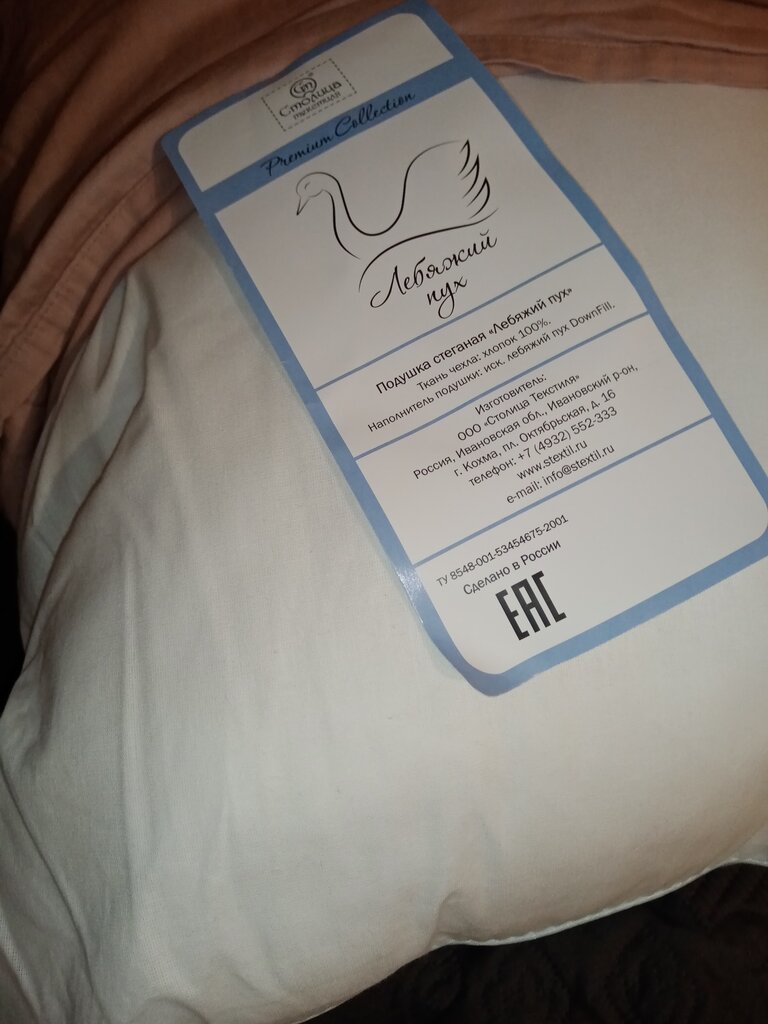 Столица
текстиля
Premium Collection
Лебяжий
пух
Подушка стеганая «Лебяжий пух»
Ткань чехла: хлопок 100%.
Наполнитель подушки: иск. лебяжий пух DownFill.
Изготовитель:
ООО «Столица Текстиля»
Россия, Ивановская обл., Ивановский р-он,
г. Кохма, пл. Октябрьская, д. 16
телефон: +7 (4932) 552-333
www.stextil.ru
e-mail: info@stextil.ru
ТУ 8548-001-53454675-2001
Сделано в России
EAC